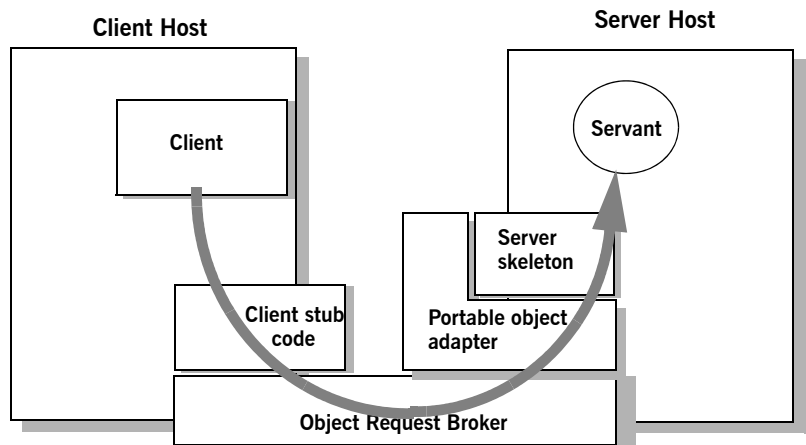 Client Host
Server Host
Client
Servant
Server
skeleton
Client stub
code
Portable object
adapter
Object Request Broker